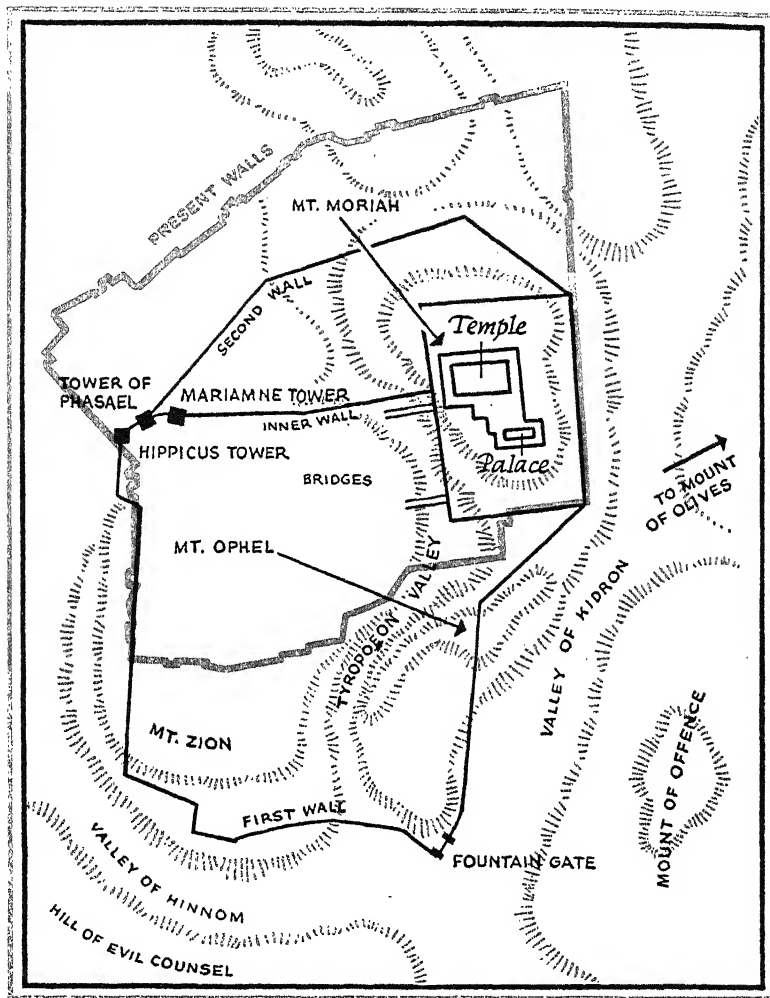 PRESENT WALLS
MT. MORIAH
SECOND WALL
Temple
TOWER OF
PHASAEL
MARIAMNE TOWER
INNER WALL
HIPPICUS TOWER
BRIDGES
Palace
TO MOUNT
OF OLIVES
MT. OPHEL
TYROPOEON VALLEY
VALLEY OF KIDRON
MT. ZION
MOUNT OF OFFENCE
FIRST WALL
FOUNTAIN GATE
VALLEY OF HINNOM
HILL OF EVIL COUNSEL